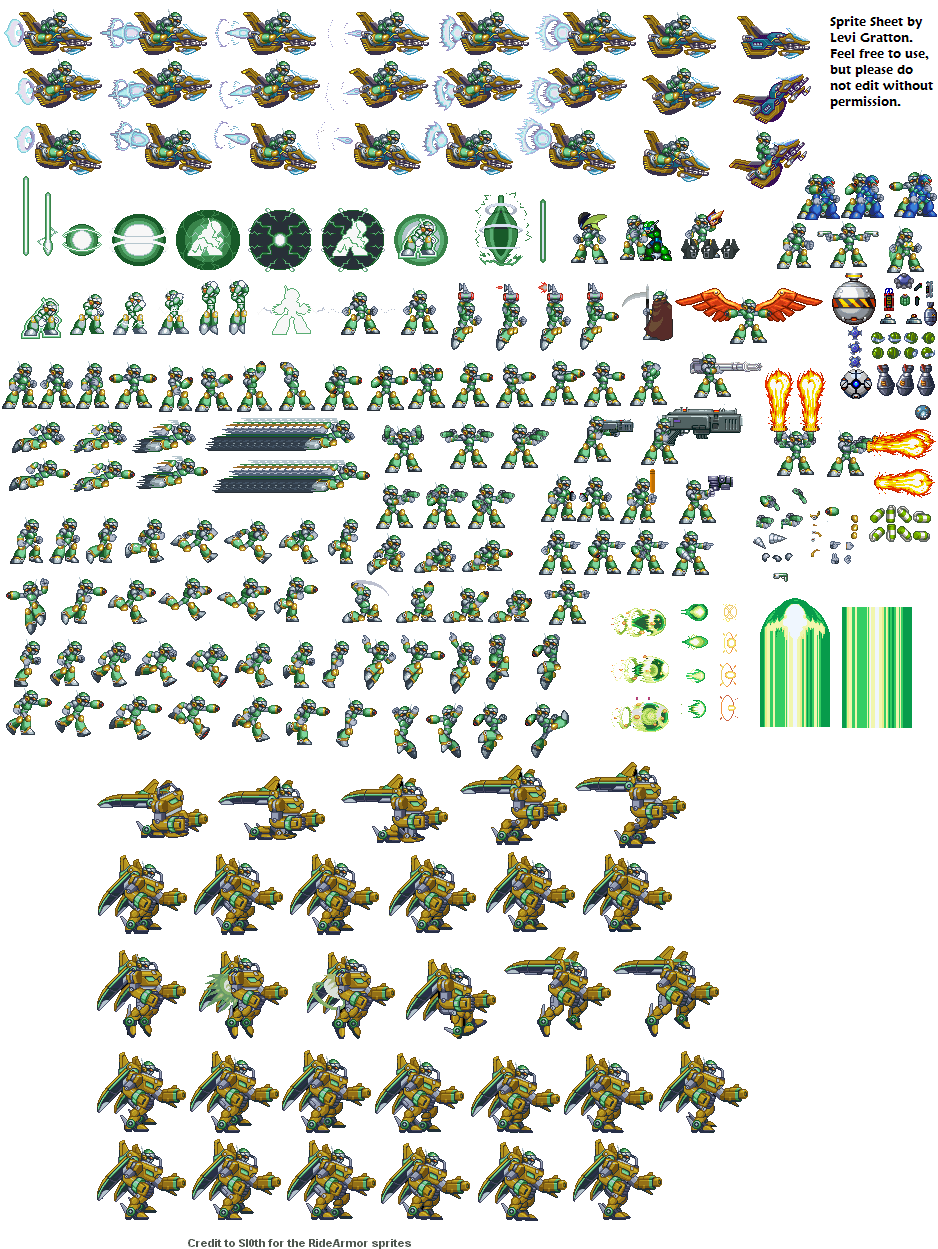 Sprite Sheet by
Levi Gratton.
Feel free to use,
but please do
not edit without
permission.
Credit to Sl0th for the RideArmor sprites